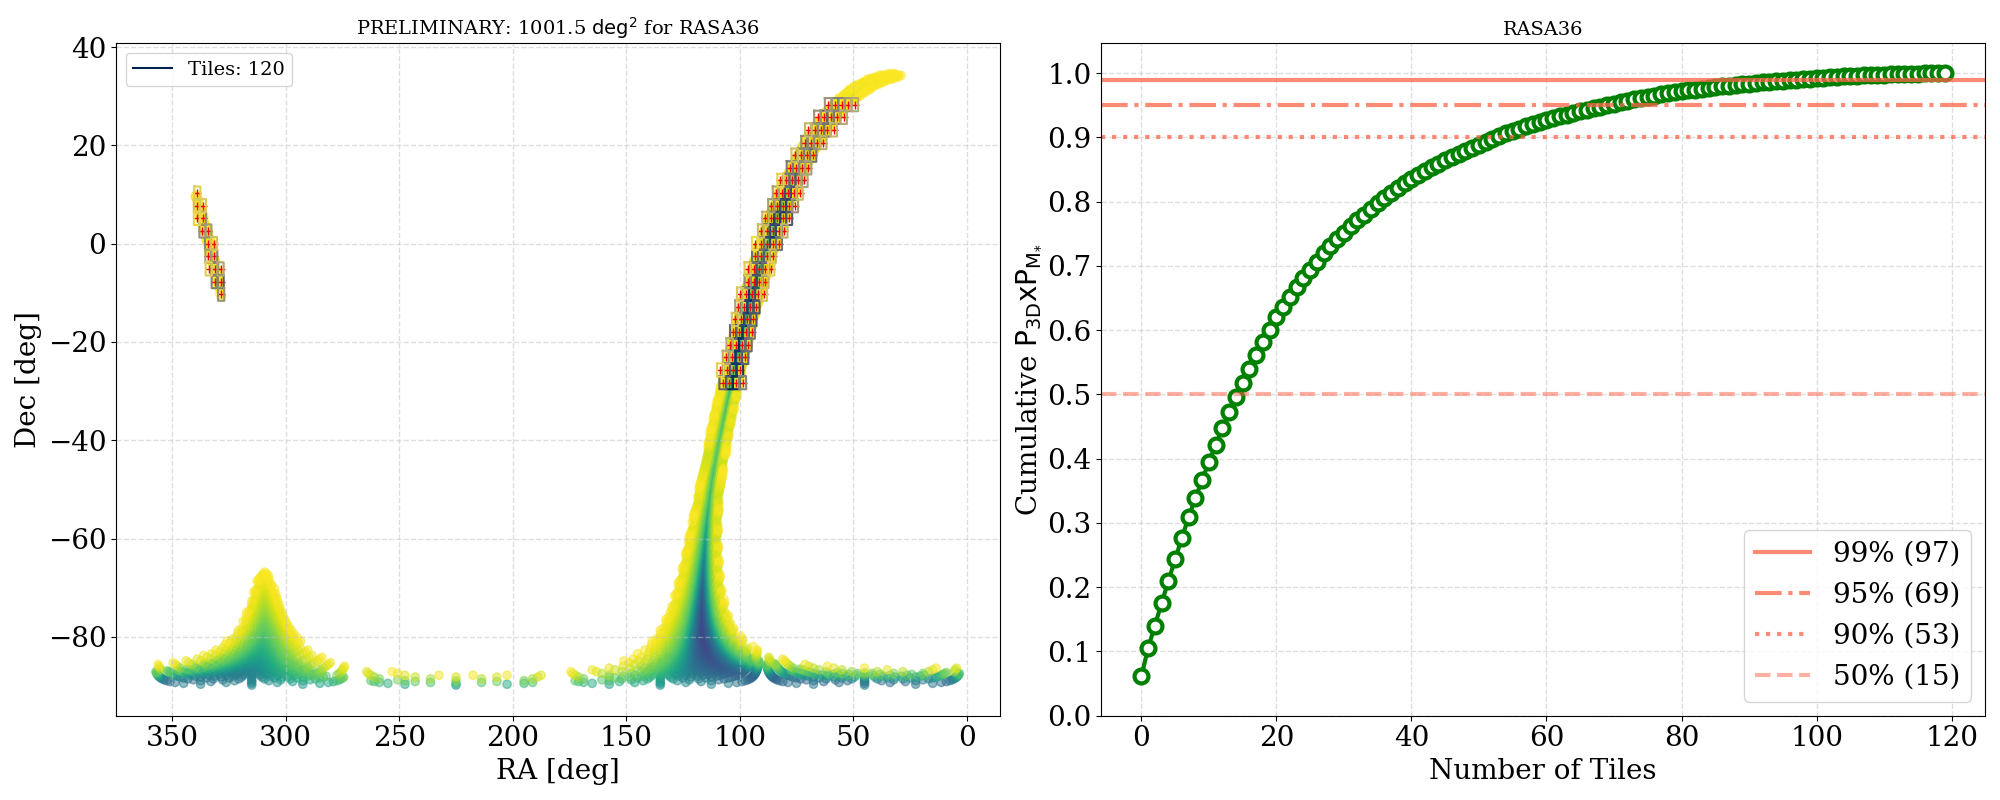 PRELIMINARY: 1001.5 deg² for RASA36
Tiles: 120
40
20
0
−20
−40
−60
−80
Dec [deg]
350 300 250 200 150 100 50 0
RA [deg]
RASA36
1.0
0.9
0.8
0.7
0.6
0.5
0.4
0.3
0.2
0.1
0.0
Cumulative P_3DxP_M*
99% (97)
95% (69)
90% (53)
50% (15)
0 20 40 60 80 100 120
Number of Tiles